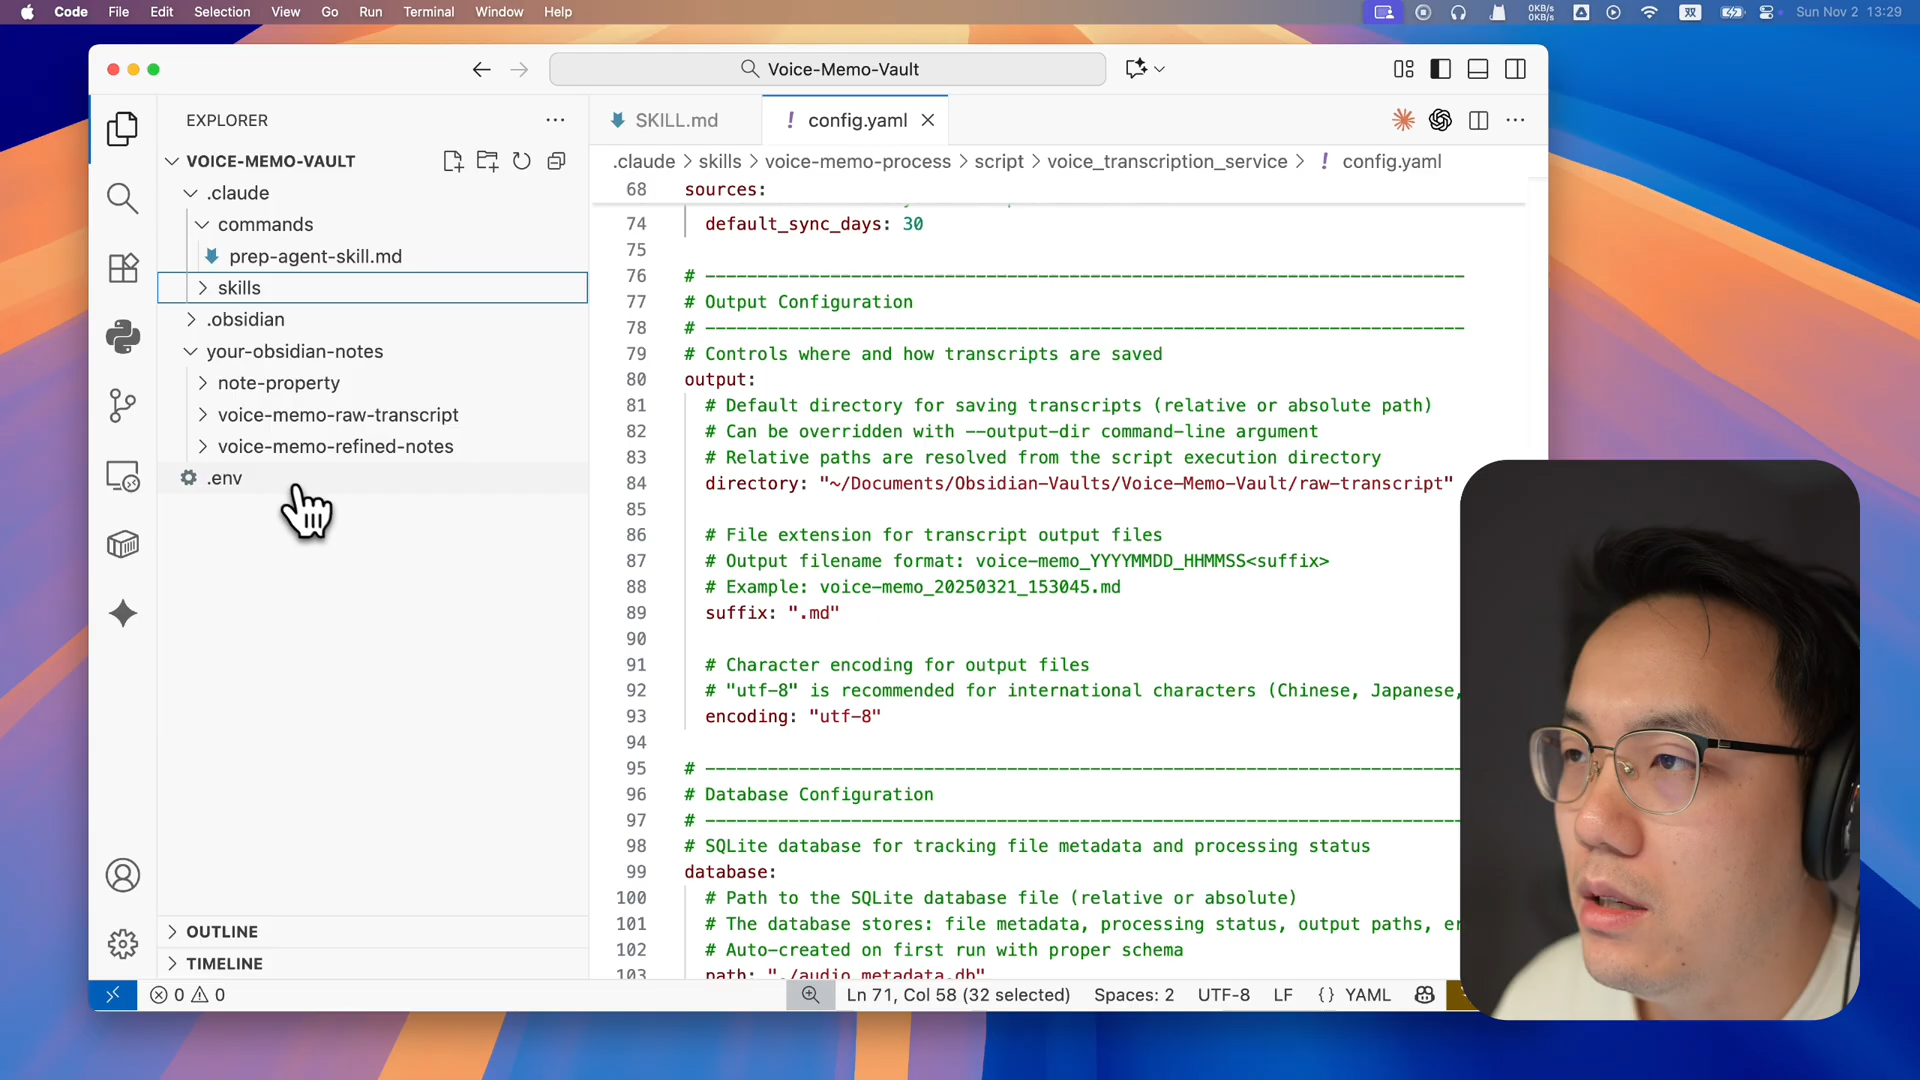 Code File Edit Selection View Go Run Terminal Window Help
0KB/s
0KB/s
双
Sun Nov 2 13:29
Voice-Memo-Vault
EXPLORER
VOICE-MEMO-VAULT
.claude
commands
prep-agent-skill.md
skills
.obsidian
your-obsidian-notes
note-property
voice-memo-raw-transcript
voice-memo-refined-notes
.env
OUTLINE
TIMELINE
SKILL.md
! config.yaml
.claude > skills > voice-memo-process > script > voice_transcription_service > ! config.yaml
68 sources:
74 default_sync_days: 30
75
76 # -------------------------------------------------------------------------
77 # Output Configuration
78 # -------------------------------------------------------------------------
79 # Controls where and how transcripts are saved
80 output:
81 # Default directory for saving transcripts (relative or absolute path)
82 # Can be overridden with --output-dir command-line argument
83 # Relative paths are resolved from the script execution directory
84 directory: "~/Documents/Obsidian-Vaults/Voice-Memo-Vault/raw-transcript"
85
86 # File extension for transcript output files
87 # Output filename format: voice-memo_YYYYMMDD_HHMMSS<suffix>
88 # Example: voice-memo_20250321_153045.md
89 suffix: ".md"
90
91 # Character encoding for output files
92 # "utf-8" is recommended for international characters (Chinese, Japanese,
93 encoding: "utf-8"
94
95 # -------------------------------------------------------------------------
96 # Database Configuration
97 # -------------------------------------------------------------------------
98 # SQLite database for tracking file metadata and processing status
99 database:
100 # Path to the SQLite database file (relative or absolute)
101 # The database stores: file metadata, processing status, output paths,
102 # Auto-created on first run with proper schema
103 path: "./audio_metadata.db"
0 0
Ln 71, Col 58 (32 selected) Spaces: 2 UTF-8 LF {} YAML